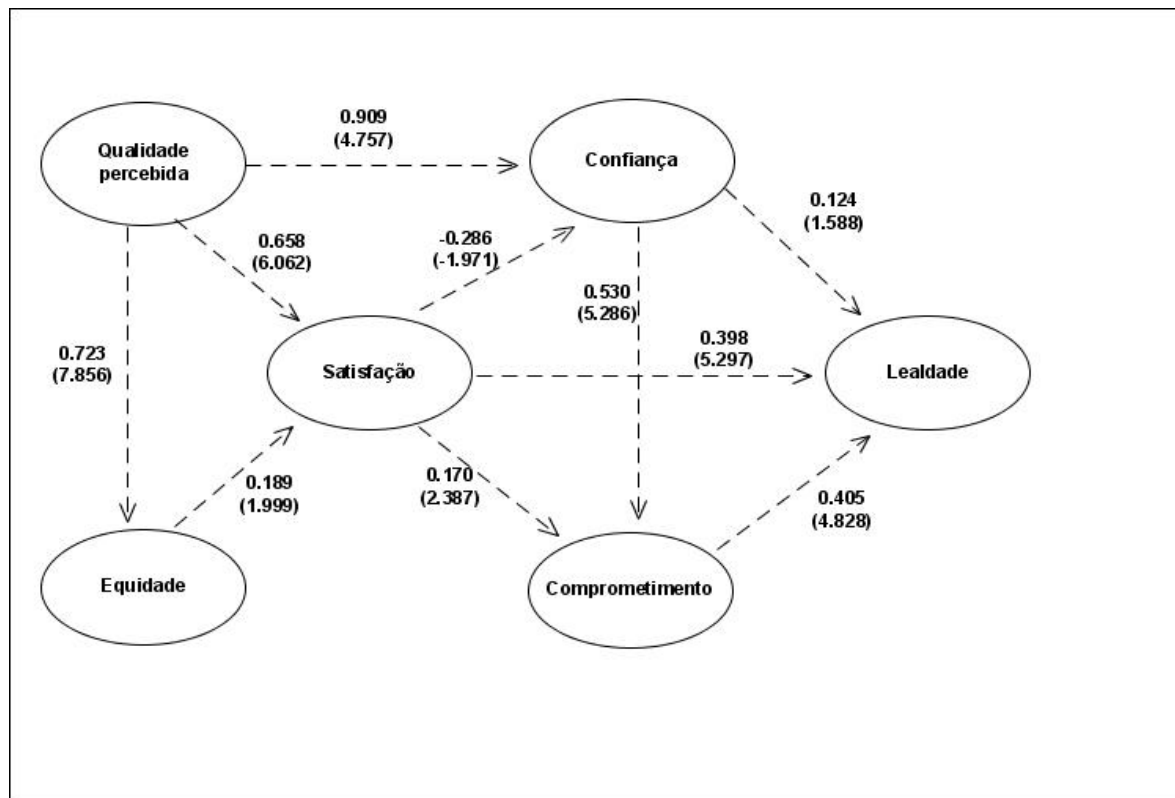 Qualidade
percebida
0.909
(4.757)
Confiança
0.124
(1.588)
0.658
(6.062)
-0.286
(-1.971)
0.530
(5.286)
0.723
(7.856)
Satisfação
0.398
(5.297)
Lealdade
0.189
(1.999)
0.170
(2.387)
0.405
(4.828)
Equidade
Comprometimento